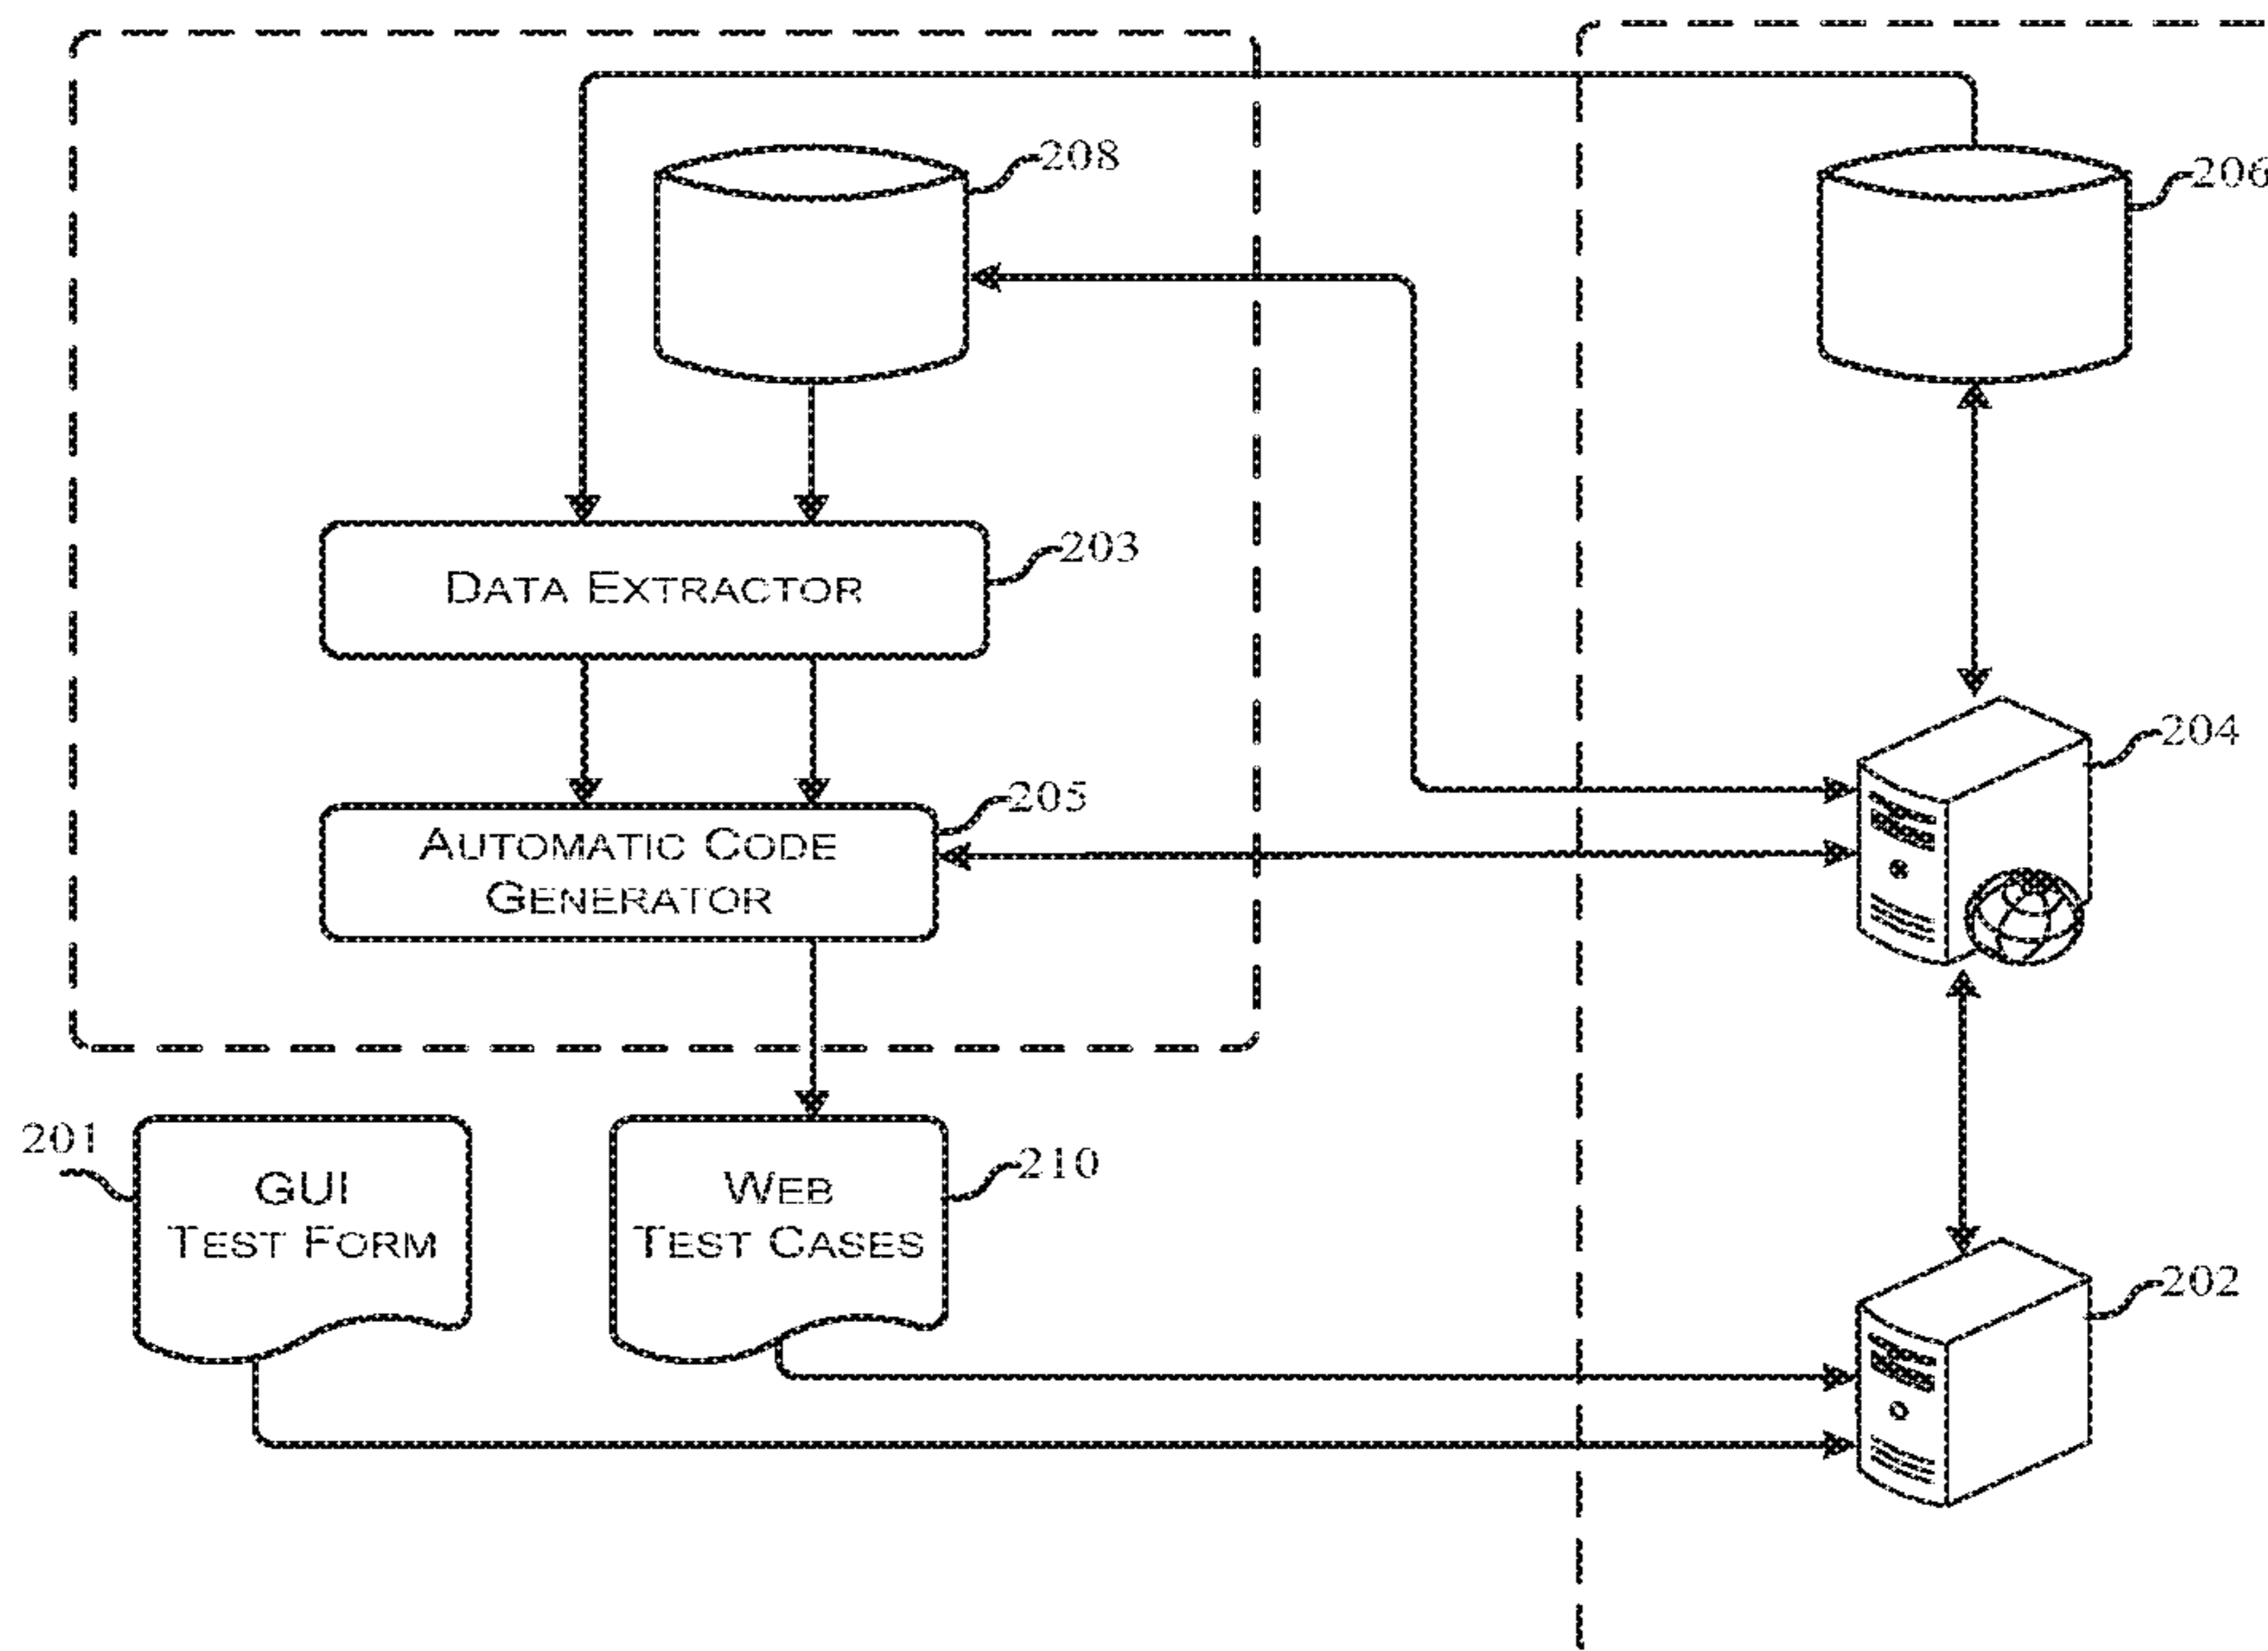 208
206
203
DATA EXTRACTOR
204
205
AUTOMATIC CODE
GENERATOR
201
GUI
TEST FORM
210
WEB
TEST CASES
202